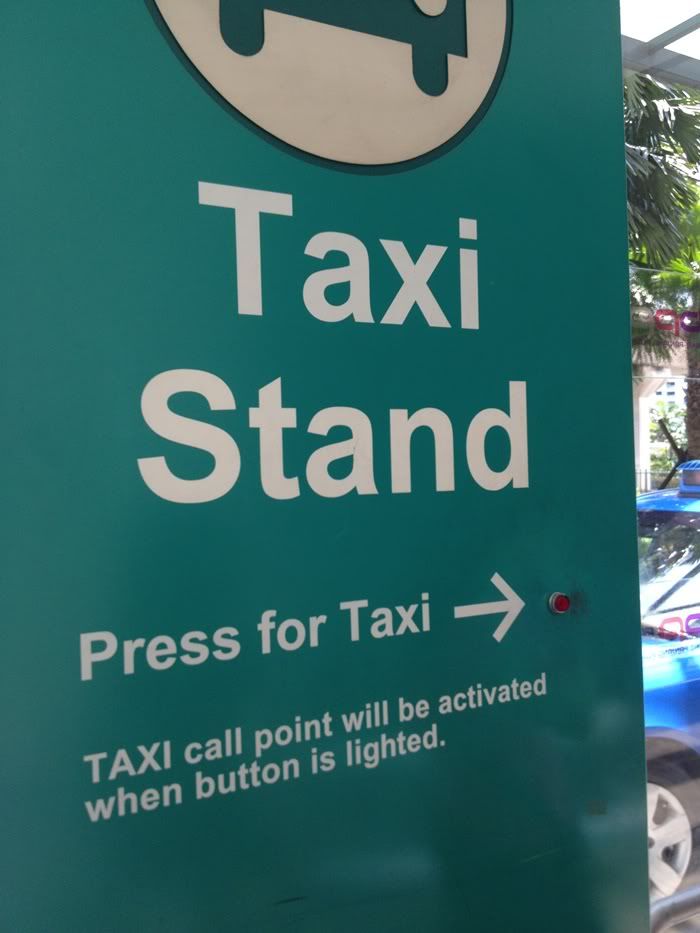 Taxi
Stand
Press for Taxi
TAXI call point will be activated
when button is lighted.